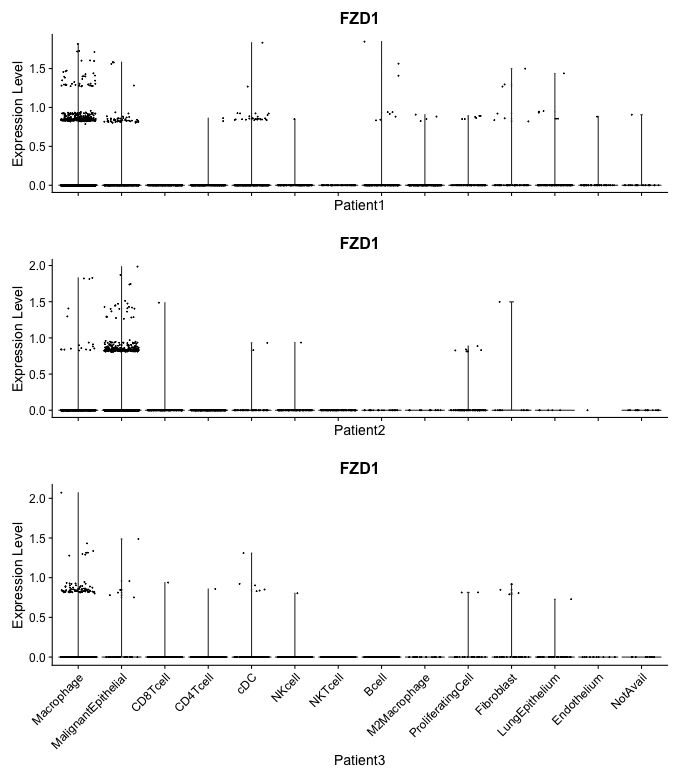 FZD1
Expression Level
1.5
1.0
0.5
0.0
Patient1
FZD1
Expression Level
2.0
1.5
1.0
0.5
0.0
Patient2
FZD1
Expression Level
2.0
1.5
1.0
0.5
0.0
Macrophage
MalignantEpithelial
CD8Tcell
CD4Tcell
cDC
NKcell
NKTcell
Bcell
M2Macrophage
ProliferatingCell
Fibroblast
LungEpithelium
Endothelium
NotAvail
Patient3